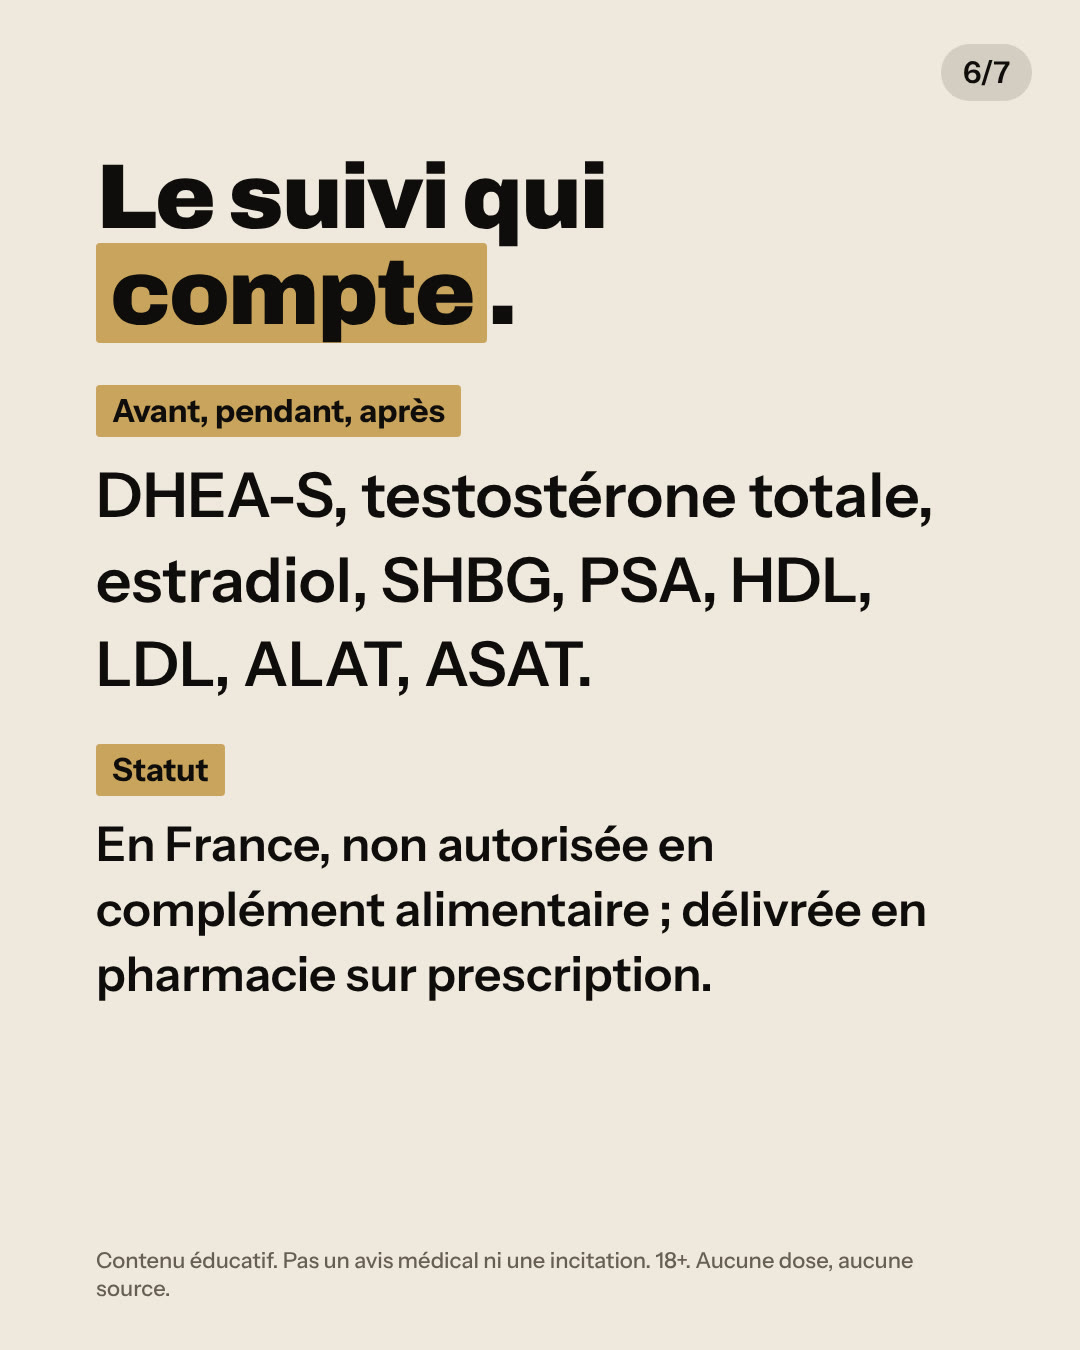 6/7
Le suivi qui
compte.
Avant, pendant, après
DHEA-S, testostérone totale,
estradiol, SHBG, PSA, HDL,
LDL, ALAT, ASAT.
Statut
En France, non autorisée en
complément alimentaire ; délivrée en
pharmacie sur prescription.
Contenu éducatif. Pas un avis médical ni une incitation. 18+. Aucune dose, aucune
source.